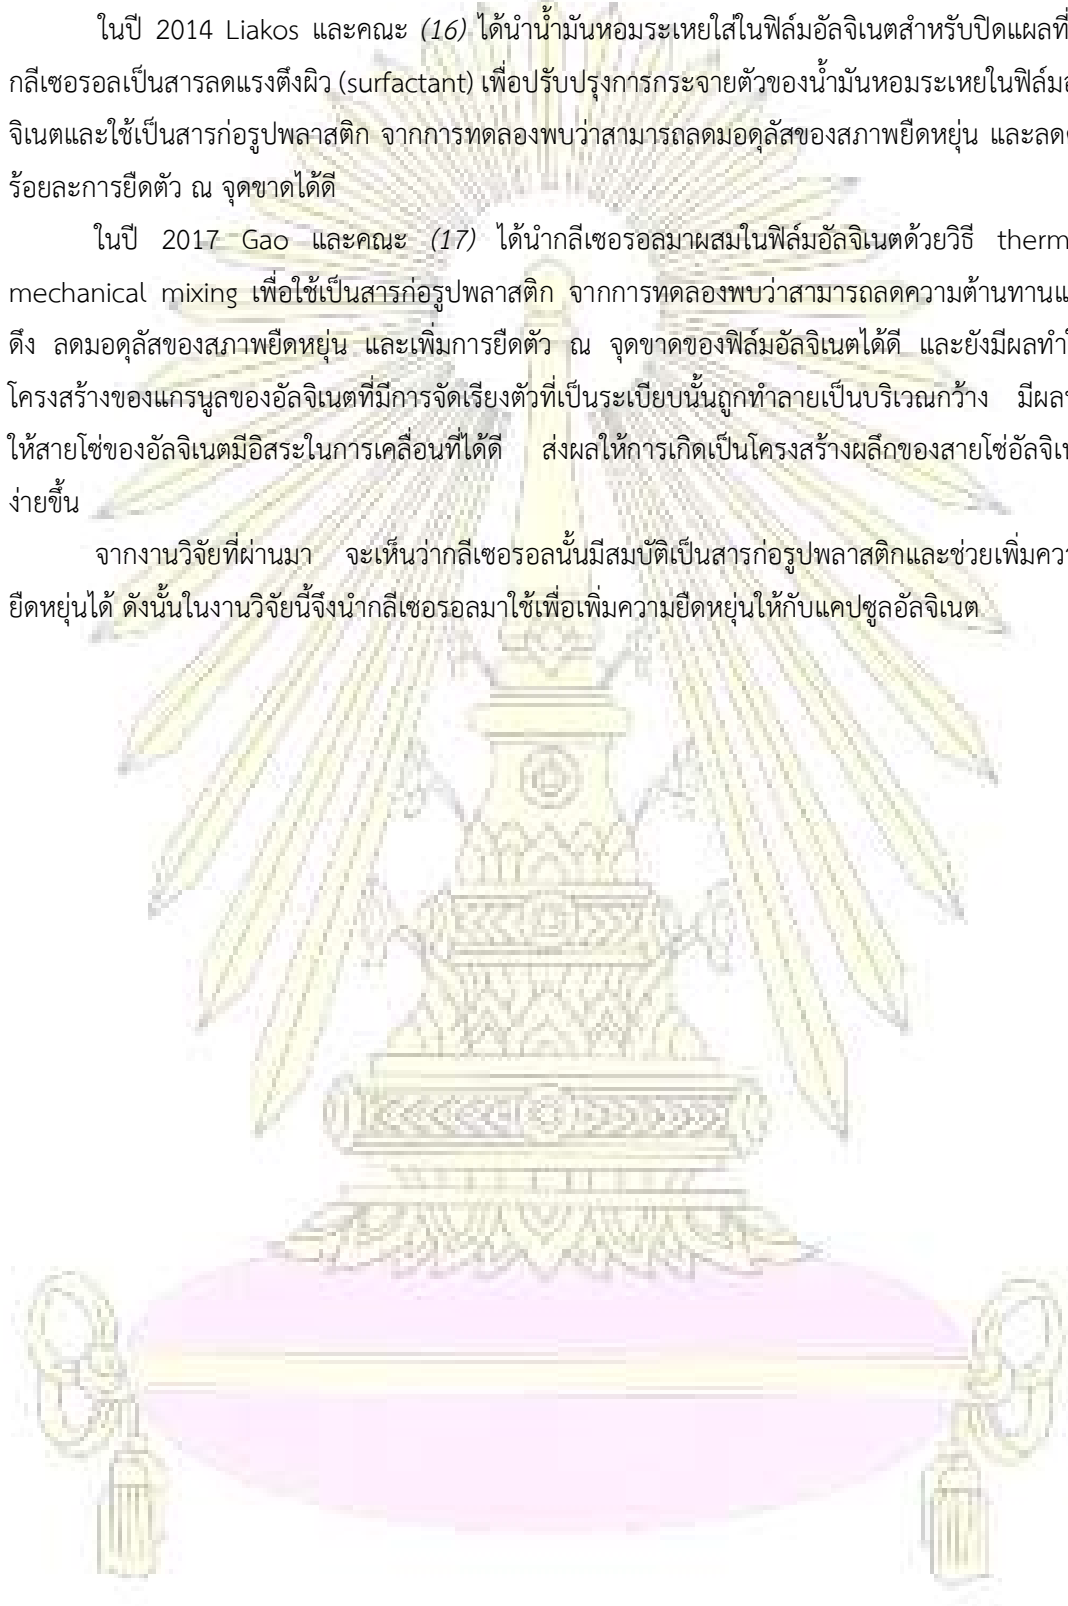 ในปี 2014 Liakos และคณะ (16) ได้นำน้ำมันหอมระเหยใส่ในฟิล์มอัลจิเนตสำหรับปิดแผลที่
กลีเซอรอลเป็นสารลดแรงตึงผิว (surfactant) เพื่อปรับปรุงการกระจายตัวของน้ำมันหอมระเหยในฟิล์ม
จิเนตและใช้เป็นสารก่อรูปพลาสติก จากการทดลองพบว่าสามารถลดมอดุลัสของสภาพยืดหยุ่น และลด
ร้อยละการยืดตัว ณ จุดขาดได้ดี
ในปี 2017 Gao และคณะ (17) ได้นำกลีเซอรอลมาผสมในฟิล์มอัลจิเนตด้วยวิธี therm
mechanical mixing เพื่อใช้เป็นสารก่อรูปพลาสติก จากการทดลองพบว่าสามารถลดความต้านทานแ
ดึง ลดมอดุลัสของสภาพยืดหยุ่น และเพิ่มการยืดตัว ณ จุดขาดของฟิล์มอัลจิเนตได้ดี และยังมีผลทำ
โครงสร้างของแกรนูลของอัลจิเนตที่มีการจัดเรียงตัวที่เป็นระเบียบนั้นถูกทำลายเป็นบริเวณกว้าง มีผล
ให้สายโซ่ของอัลจิเนตมีอิสระในการเคลื่อนที่ได้ดี ส่งผลให้การเกิดเป็นโครงสร้างผลึกของสายโซ่อัลจิเน
ง่ายขึ้น
จากงานวิจัยที่ผ่านมา จะเห็นว่ากลีเซอรอลนั้นมีสมบัติเป็นสารก่อรูปพลาสติกและช่วยเพิ่มควา
ยืดหยุ่นได้ ดังนั้นในงานวิจัยนี้จึงนำกลีเซอรอลมาใช้เพื่อเพิ่มความยืดหยุ่นให้กับแคปซูลอัลจิเนต